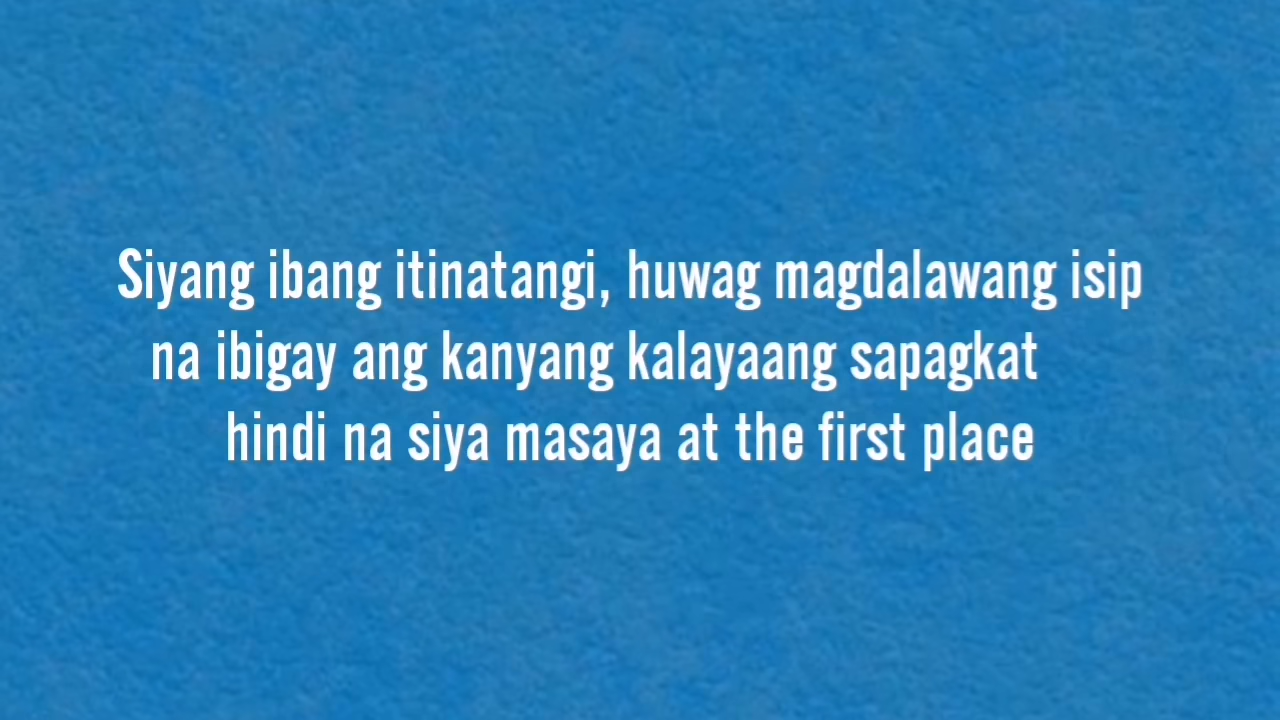 Siyang ibang itinatangi, huwag magdalawang isip
na ibigay ang kanyang kalayaang sapagkat
hindi na siya masaya at the first place